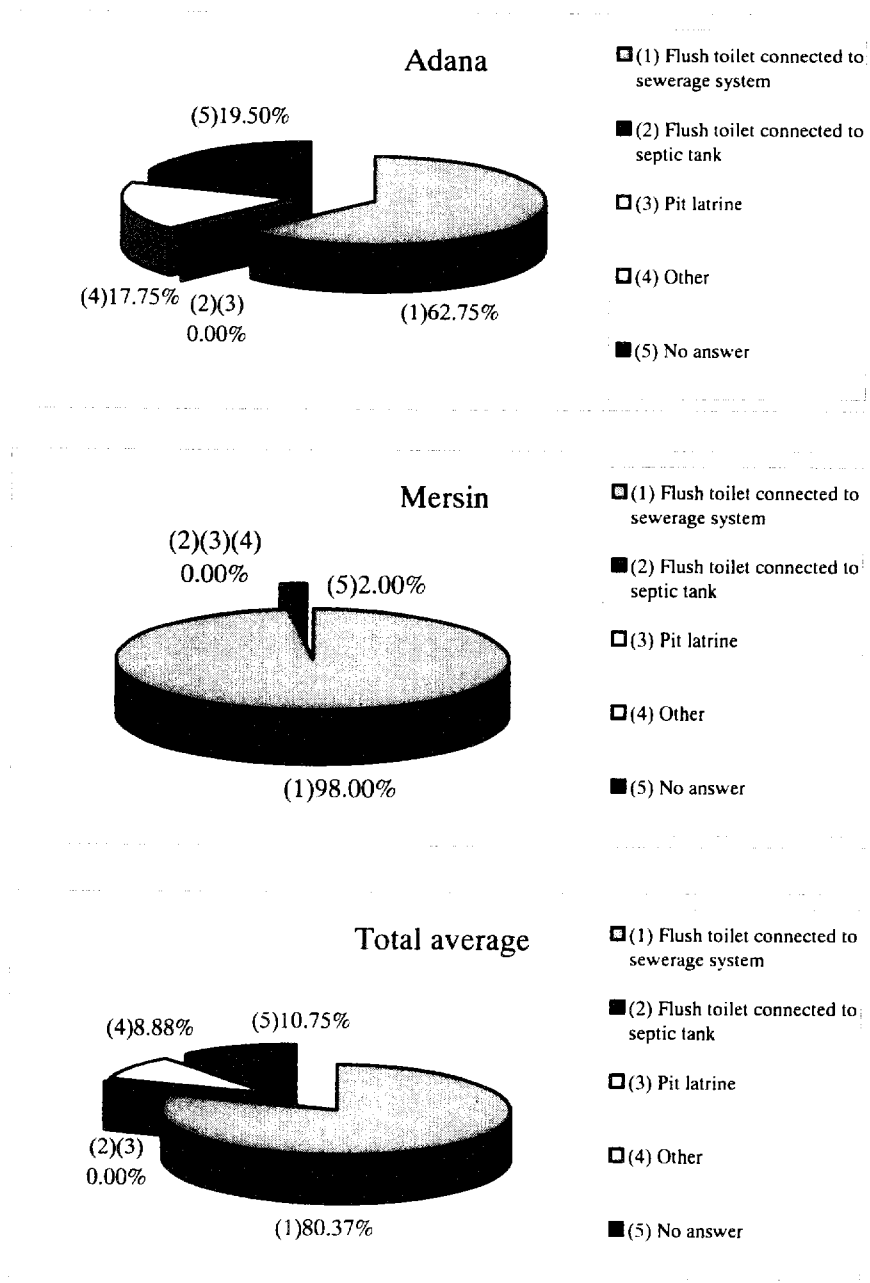 Adana
(5)19.50%
(4)17.75%
(2)(3)
0.00%
(1)62.75%
(1) Flush toilet connected to
sewerage system
(2) Flush toilet connected to
septic tank
(3) Pit latrine
(4) Other
(5) No answer
Mersin
(2)(3)(4)
0.00%
(5)2.00%
(1)98.00%
(1) Flush toilet connected to
sewerage system
(2) Flush toilet connected to
septic tank
(3) Pit latrine
(4) Other
(5) No answer
Total average
(4)8.88%
(5)10.75%
(2)(3)
0.00%
(1)80.37%
(1) Flush toilet connected to
sewerage system
(2) Flush toilet connected to
septic tank
(3) Pit latrine
(4) Other
(5) No answer